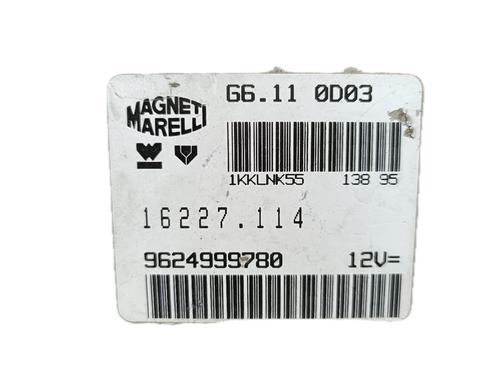 MAGNETI
MARELLI
G6.11 0D03
1KKLNK55 138 95
16227.114
9624999780 12V=